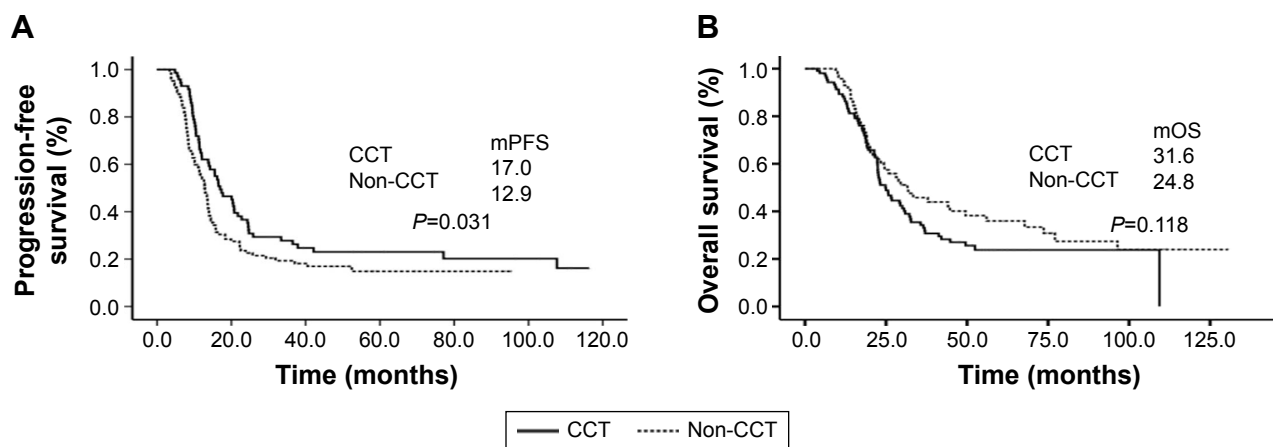 A
Progression-free
survival (%)
1.0
0.8
0.6
0.4
0.2
0.0
mPFS
CCT 17.0
Non-CCT 12.9
P=0.031
0.0 20.0 40.0 60.0 80.0 100.0 120.0
Time (months)
B
Overall survival (%)
1.0
0.8
0.6
0.4
0.2
0.0
mOS
CCT 31.6
Non-CCT 24.8
P=0.118
0.0 25.0 50.0 75.0 100.0 125.0
Time (months)
CCT Non-CCT